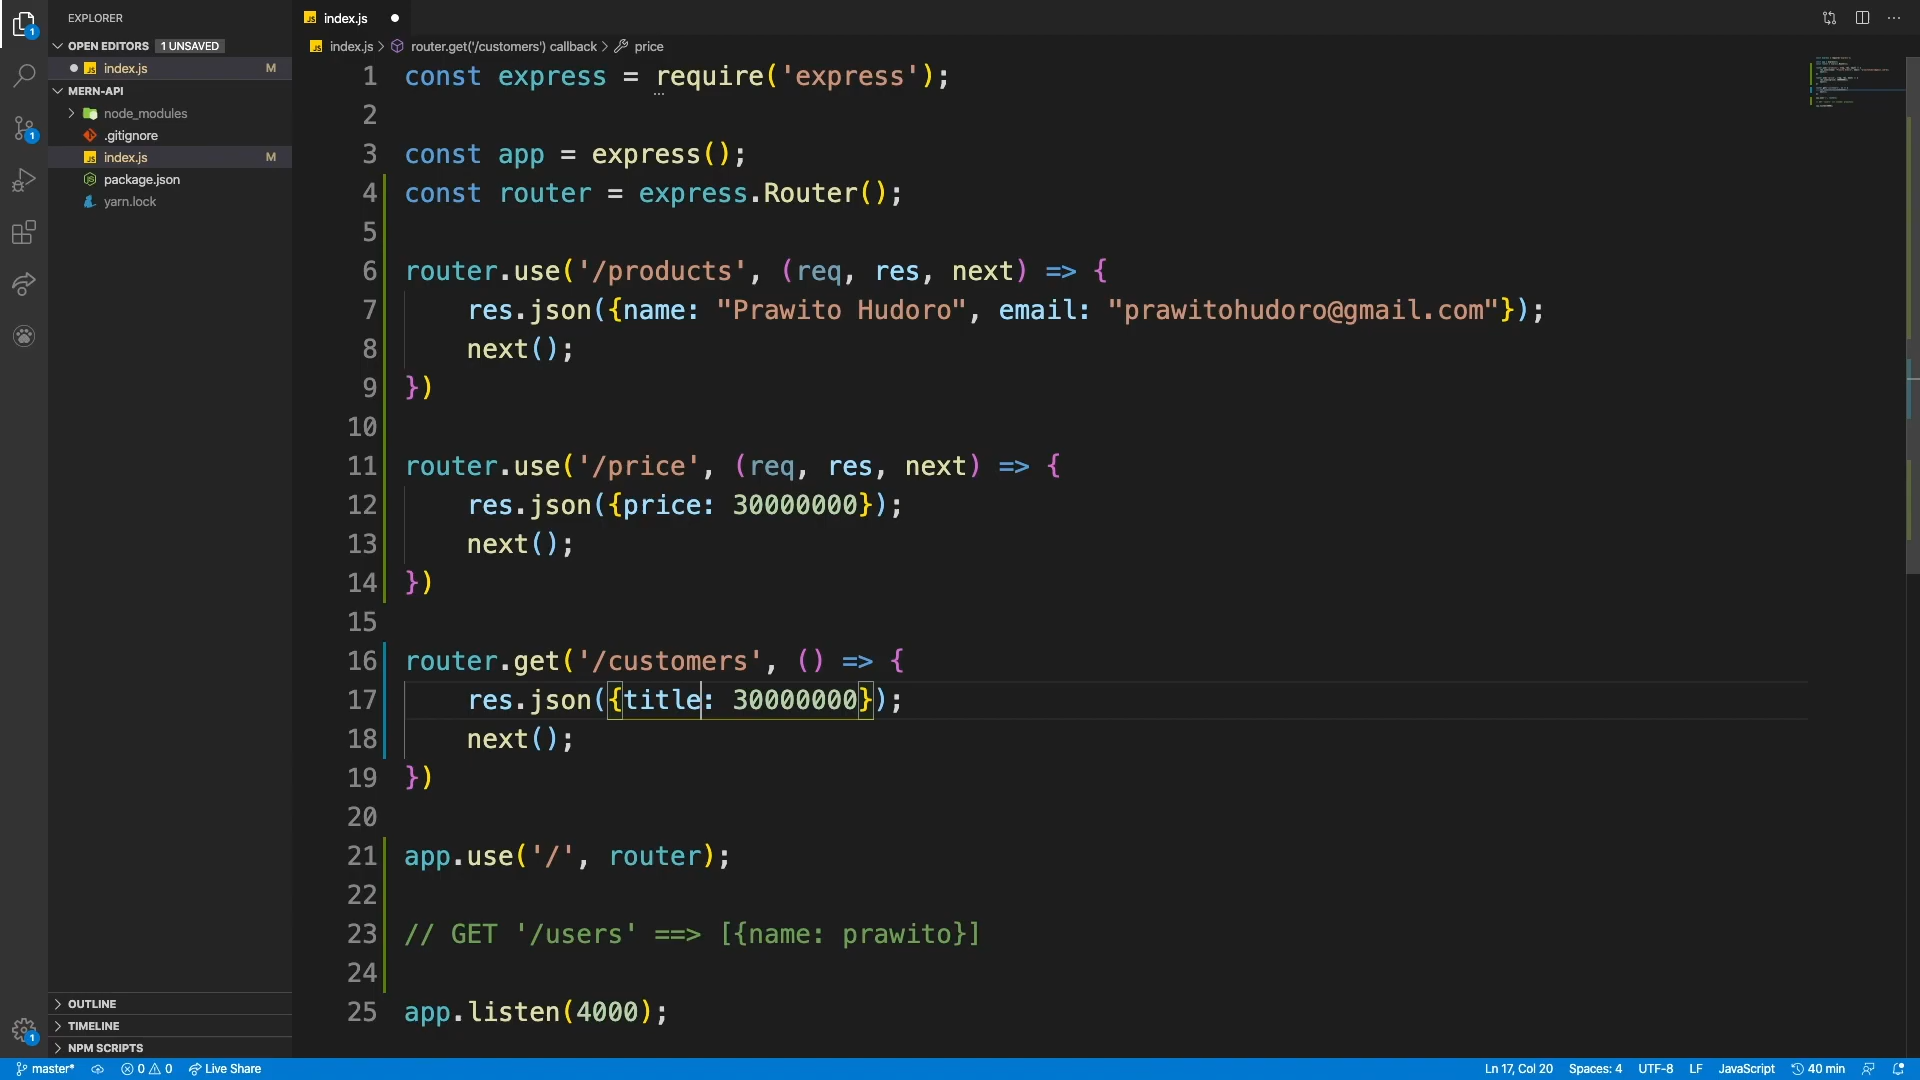 EXPLORER
OPEN EDITORS 1 UNSAVED
index.js M
MERN-API
node_modules
.gitignore
index.js M
package.json
yarn.lock
OUTLINE
TIMELINE
NPM SCRIPTS
index.js
index.js > router.get('/customers') callback > price
1 const express = require('express');
2
3 const app = express();
4 const router = express.Router();
5
6 router.use('/products', (req, res, next) => {
7 res.json({name: "Prawito Hudoro", email: "prawitohudoro@gmail.com"});
8 next();
9 })
10
11 router.use('/price', (req, res, next) => {
12 res.json({price: 30000000});
13 next();
14 })
15
16 router.get('/customers', () => {
17 res.json({title: 30000000});
18 next();
19 })
20
21 app.use('/', router);
22
23 // GET '/users' ==> [{name: prawito}]
24
25 app.listen(4000);
1
1
1
master* 0 0 Live Share Ln 17, Col 20 Spaces: 4 UTF-8 LF JavaScript 40 min